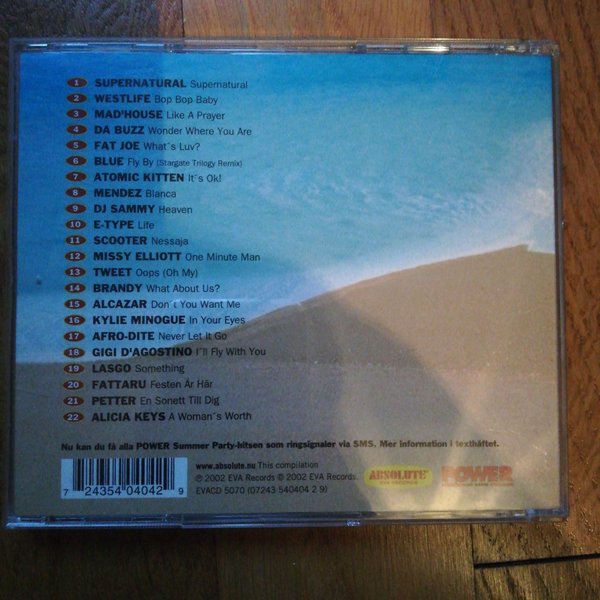 1 SUPERNATURAL Supernatural
2 WESTLIFE Bop Bop Baby
3 MAD'HOUSE Like A Prayer
4 DA BUZZ Wonder Where You Are
5 FAT JOE What´s Luv?
6 BLUE Fly By (Stargate Trilogy Remix)
7 ATOMIC KITTEN It´s Ok!
8 MENDEZ Blanca
9 DJ SAMMY Heaven
10 E-TYPE Life
11 SCOOTER Nessaja
12 MISSY ELLIOTT One Minute Man
13 TWEET Oops (Oh My)
14 BRANDY What About Us?
15 ALCAZAR Don´t You Want Me
16 KYLIE MINOGUE In Your Eyes
17 AFRO-DITE Never Let it Go
18 GIGI D'AGOSTINO I´ll Fly With You
19 LASGO Something
20 FATTARU Festen Är Här
21 PETTER En Sonett Till Dig
22 ALICIA KEYS A Woman´s Worth
Nu kan du få alla POWER Summer Party-hitsen som ringsignaler via SMS. Mer information i texthäftet.
www.absolute.nu This compilation
℗ 2002 EVA Records © 2002 EVA Records.
EVACD 5070 (07243 540404 2 9)
7 24354 04042 9
ABSOLUTE
EVA RECORDS
POWER